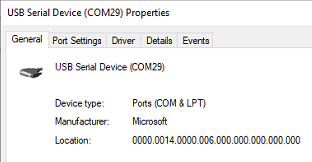 USB Serial Device (COM29) Properties
General Port Settings Driver Details Events
USB Serial Device (COM29)
Device type: Ports (COM & LPT)
Manufacturer: Microsoft
Location: 0000.0014.0000.006.000.000.000.000.000